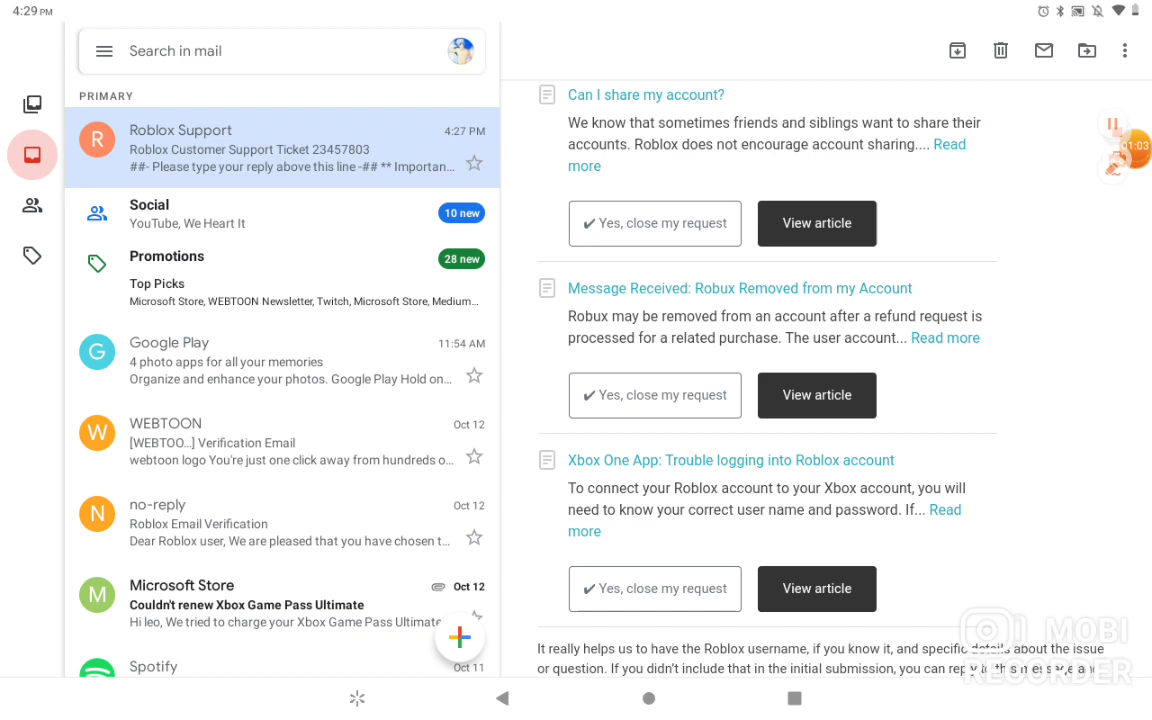 4:29 PM
Search in mail
PRIMARY
R
Roblox Support
4:27 PM
Roblox Customer Support Ticket 23457803
##- Please type your reply above this line -## ** Importan...
Social
10 new
YouTube, We Heart It
Promotions
28 new
Top Picks
Microsoft Store, WEBTOON Newsletter, Twitch, Microsoft Store, Medium...
G
Google Play
11:54 AM
4 photo apps for all your memories
Organize and enhance your photos. Google Play Hold on...
W
WEBTOON
Oct 12
[WEBTOO...] Verification Email
webtoon logo You're just one click away from hundreds o...
N
no-reply
Oct 12
Roblox Email Verification
Dear Roblox user, We are pleased that you have chosen t...
M
Microsoft Store
Oct 12
Couldn't renew Xbox Game Pass Ultimate
Hi leo, We tried to charge your Xbox Game Pass Ultimate
Spotify
Oct 11
Can I share my account?
We know that sometimes friends and siblings want to share their
accounts. Roblox does not encourage account sharing.... Read
more
✔ Yes, close my request
View article
Message Received: Robux Removed from my Account
Robux may be removed from an account after a refund request is
processed for a related purchase. The user account... Read more
✔ Yes, close my request
View article
Xbox One App: Trouble logging into Roblox account
To connect your Roblox account to your Xbox account, you will
need to know your correct user name and password. If... Read
more
✔ Yes, close my request
View article
It really helps us to have the Roblox username, if you know it, and specific details about the issue
or question. If you didn't include that in the initial submission, you can reply to this message and
01:03
MOBI
RECORDER